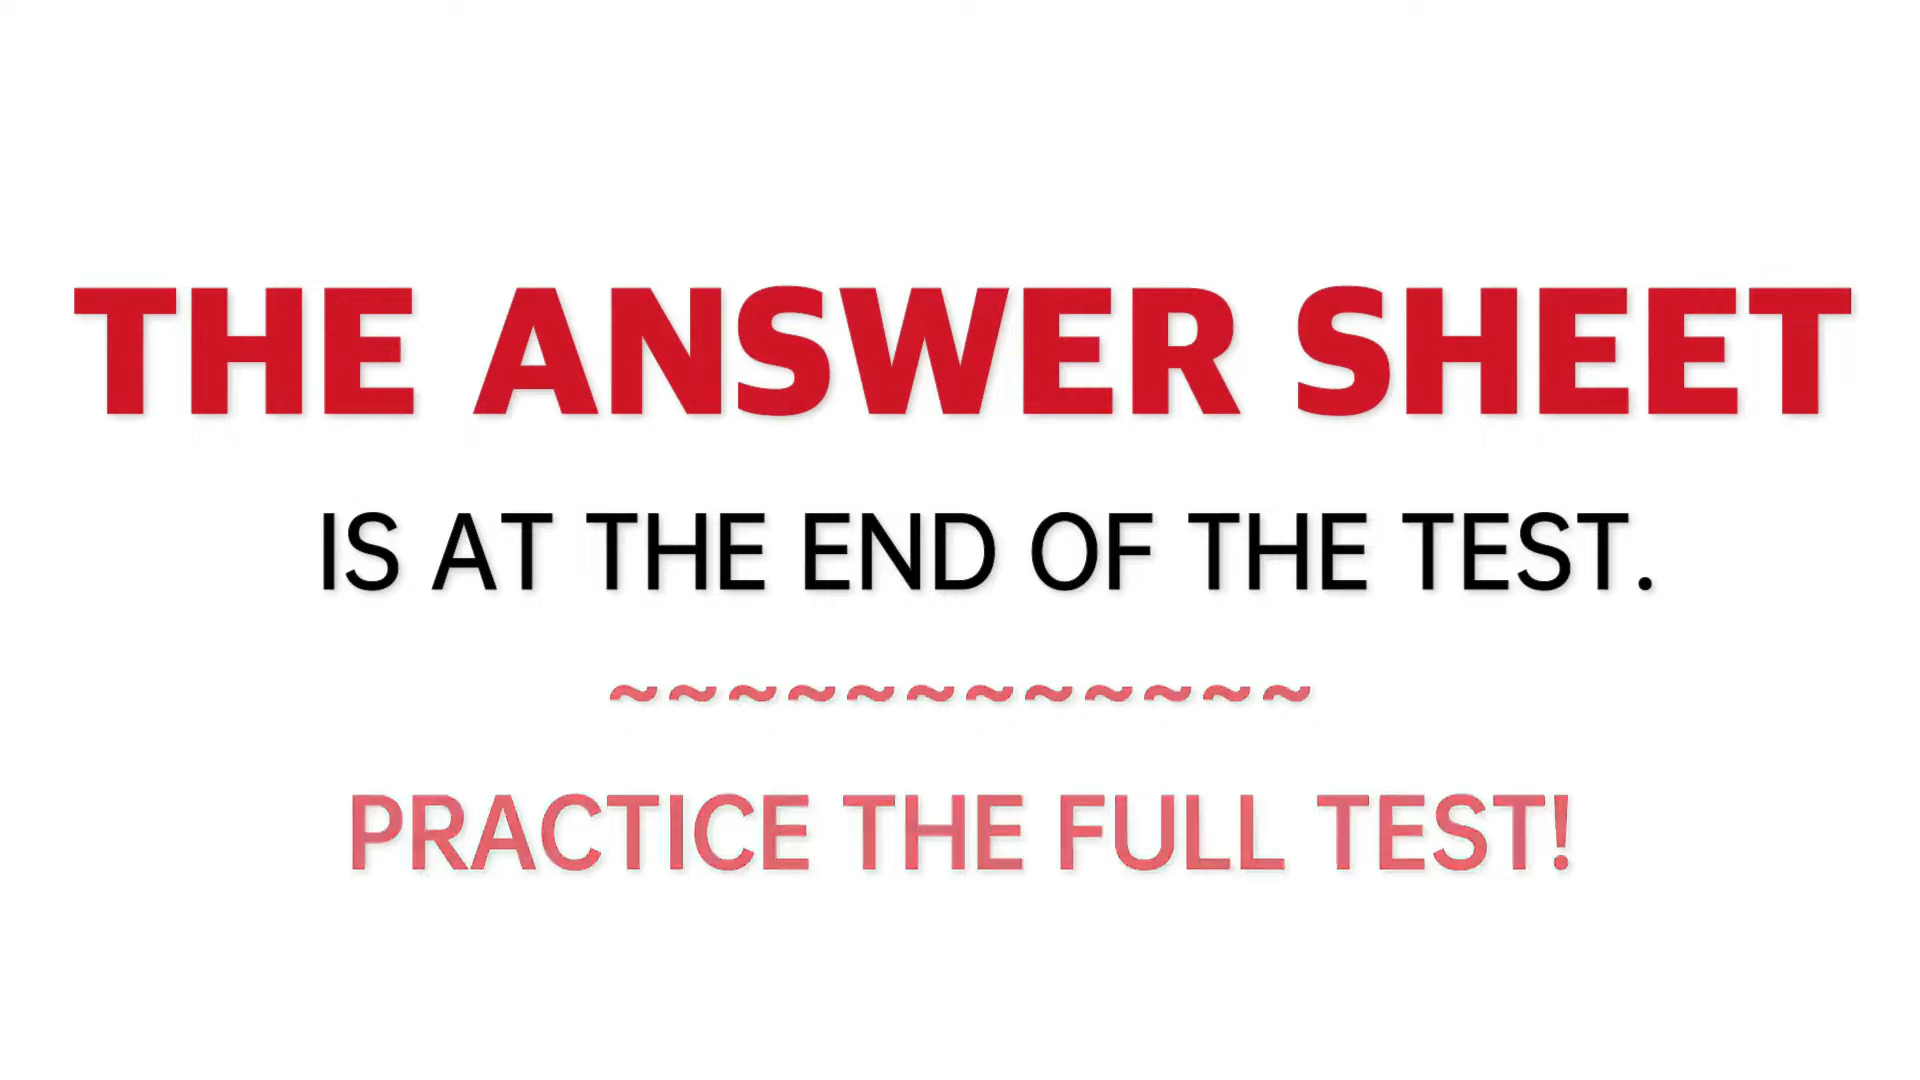 THE ANSWER SHEET
IS AT THE END OF THE TEST.
~~~~~~~~~~~~
PRACTICE THE FULL TEST!